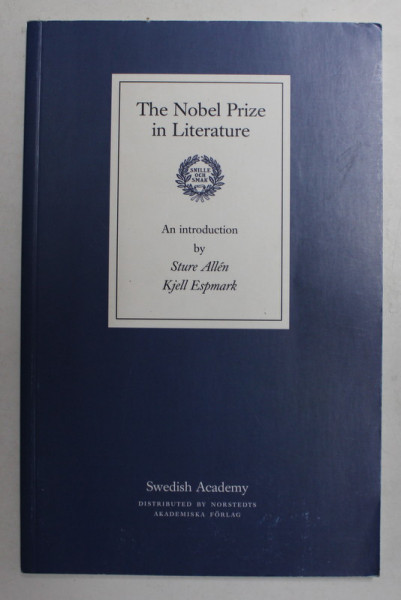 The Nobel Prize
in Literature
SNILLE
OCH
SMAK
An introduction
by
Sture Allén
Kjell Espmark
Swedish Academy
DISTRIBUTED BY NORSTEDTS
AKADEMISKA FÖRLAG